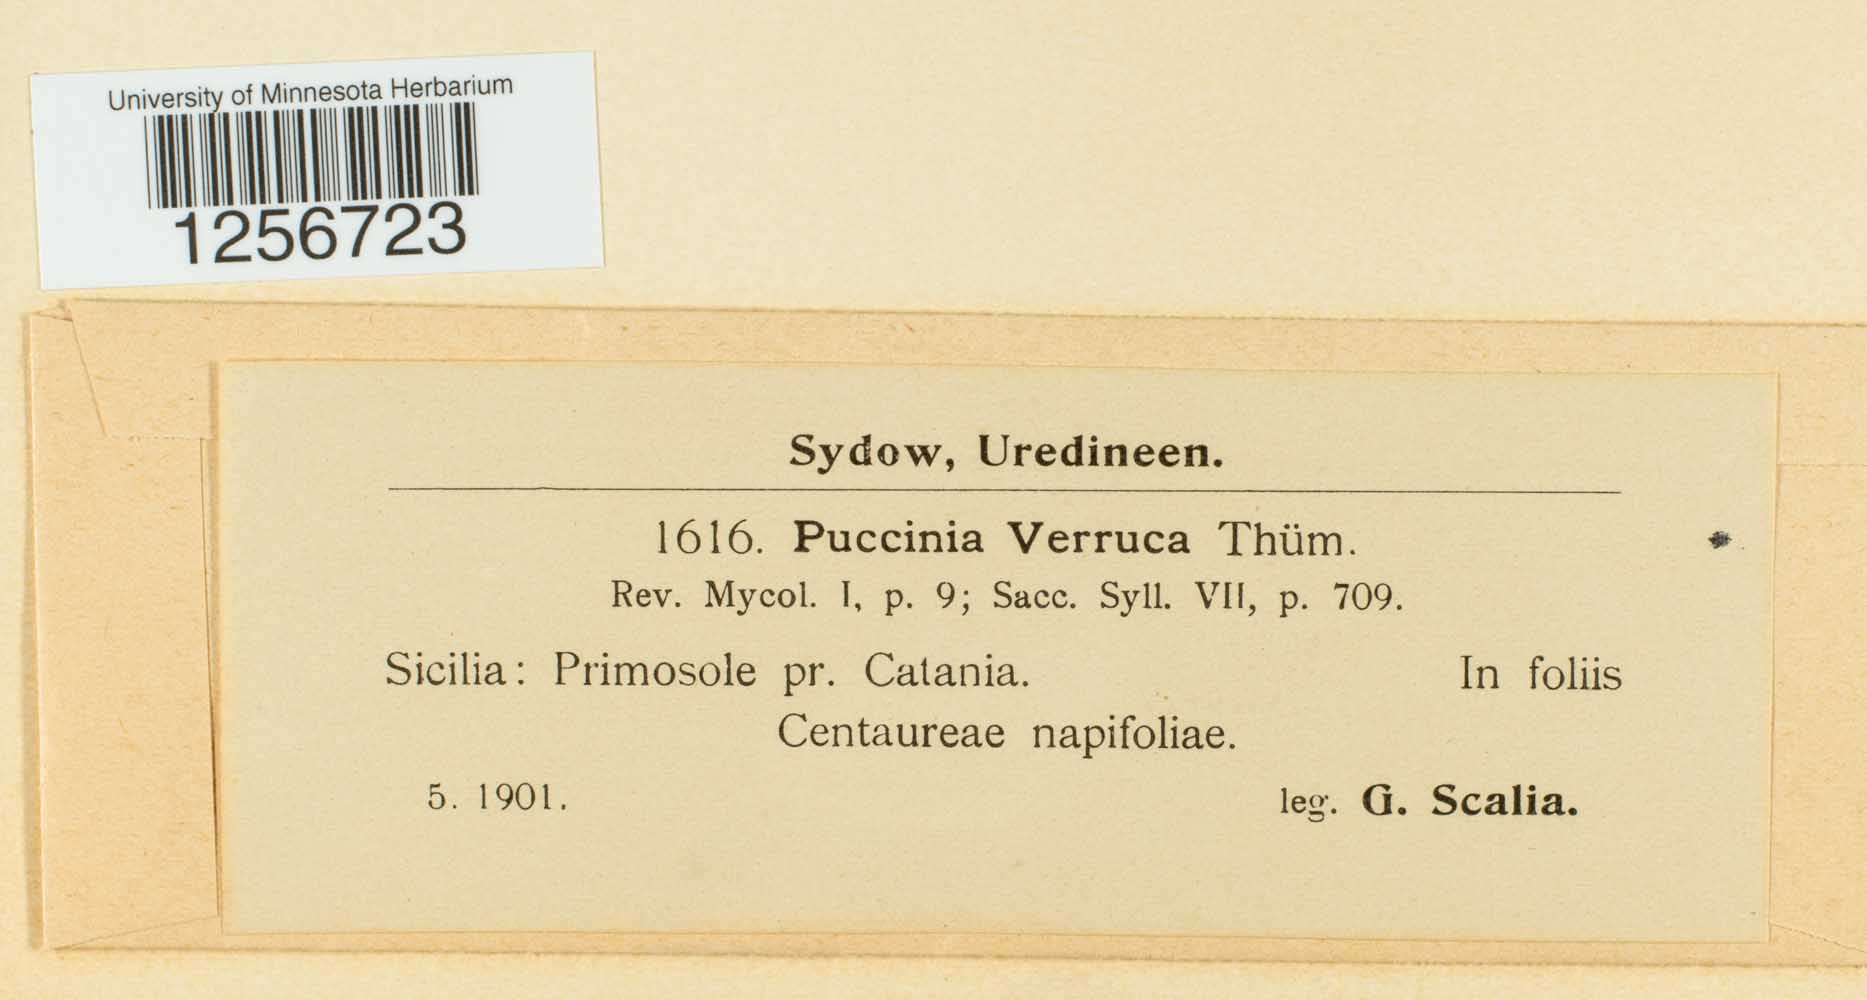 University of Minnesota Herbarium
1256723
Sydow, Uredineen.
1616. Puccinia Verruca Thüm.
Rev. Mycol. I, p. 9; Sacc. Syll. VII, p. 709.
Sicilia: Primosole pr. Catania. In foliis
Centaureae napifoliae.
5. 1901. leg. G. Scalia.